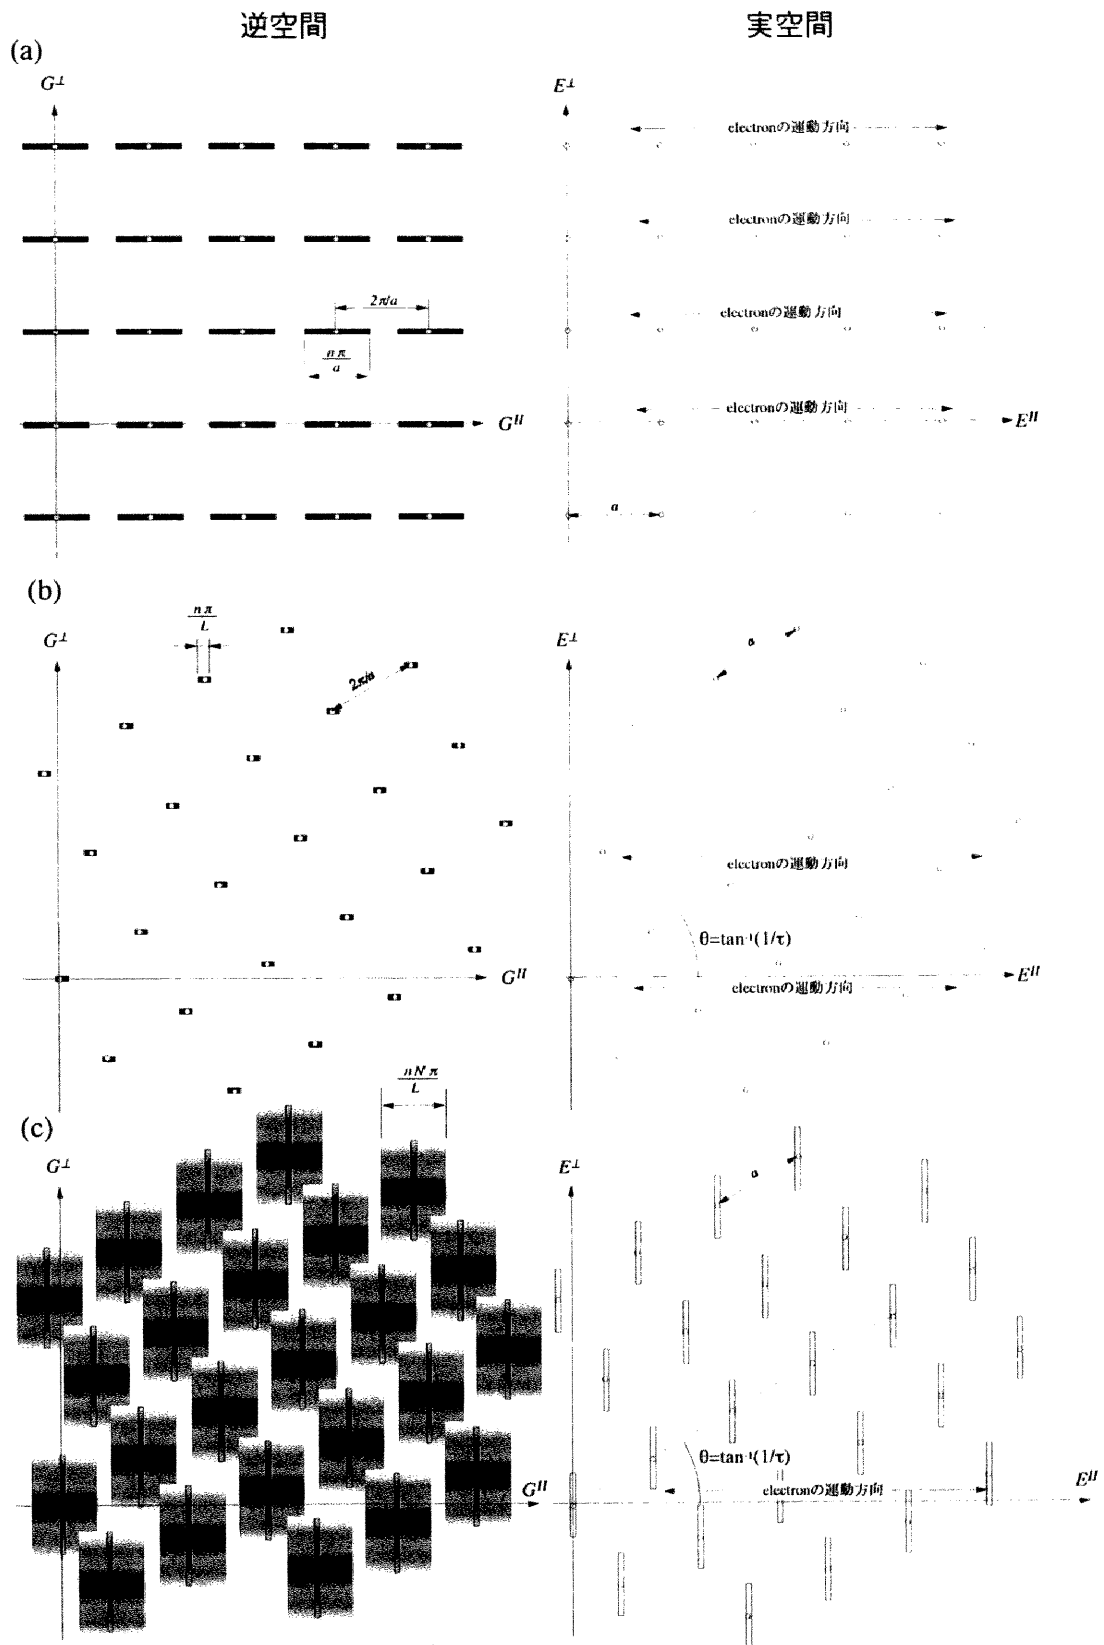 逆空間
実空間
(a)
G⊥
E⊥
electronの運動方向
electronの運動方向
2π/a
electronの運動方向
nπ
a
electronの運動方向
G//
E//
a
(b)
nπ
L
G⊥
2π/a
E⊥
a
electronの運動方向
θ=tan⁻¹(1/τ)
G//
E//
electronの運動方向
nNπ
L
(c)
G⊥
E⊥
a
θ=tan⁻¹(1/τ)
G//
electronの運動方向
E//